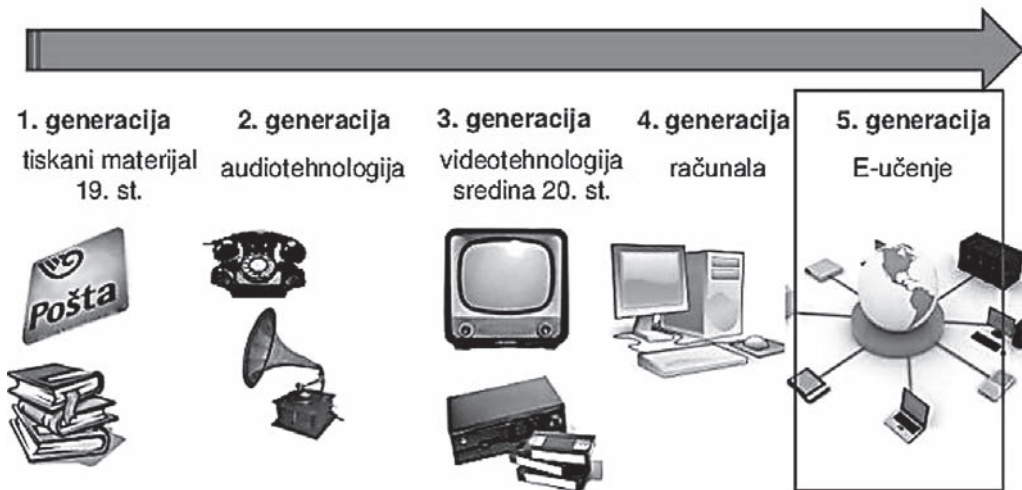 1. generacija
tiskani materijal
19. st.
2. generacija
audiotehnologija
3. generacija
videotehnologija
sredina 20. st.
4. generacija
računala
5. generacija
E-učenje
Pošta